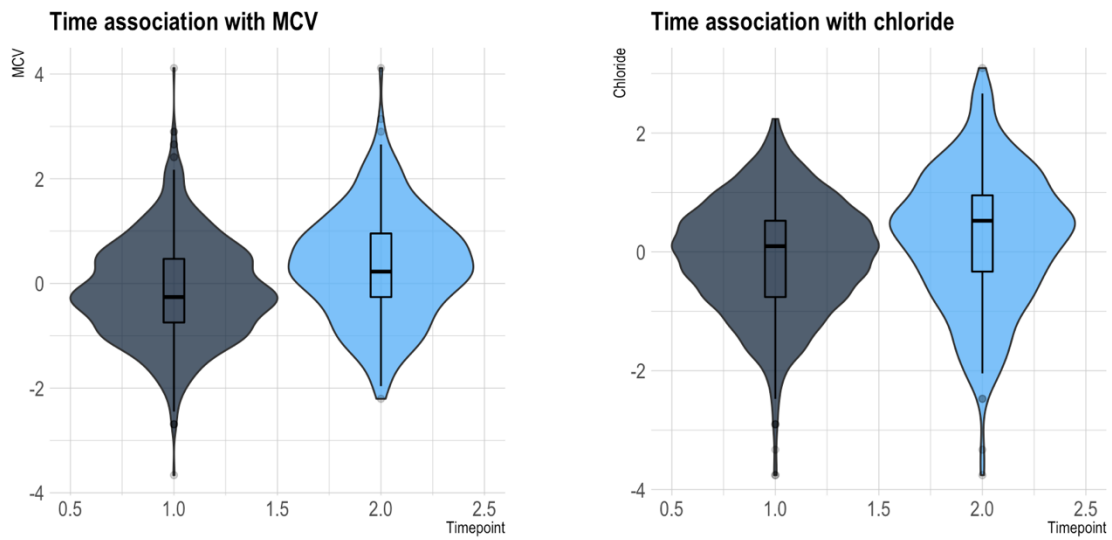 Time association with MCV
MCV
4
2
0
-2
-4
0.5 1.0 1.5 2.0 2.5
Timepoint
Time association with chloride
Chloride
2
0
-2
-4
0.5 1.0 1.5 2.0 2.5
Timepoint